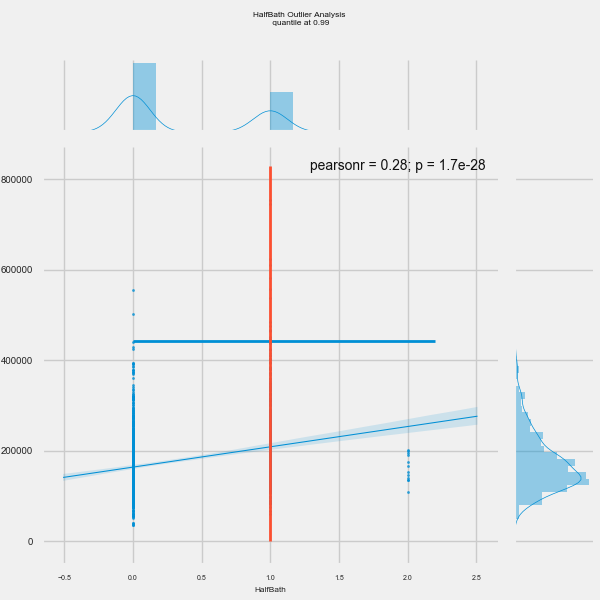 HalfBath Outlier Analysis
quantile at 0.99
pearsonr = 0.28; p = 1.7e-28
800000
600000
400000
200000
0
−0.5 0.0 0.5 1.0 1.5 2.0 2.5
HalfBath